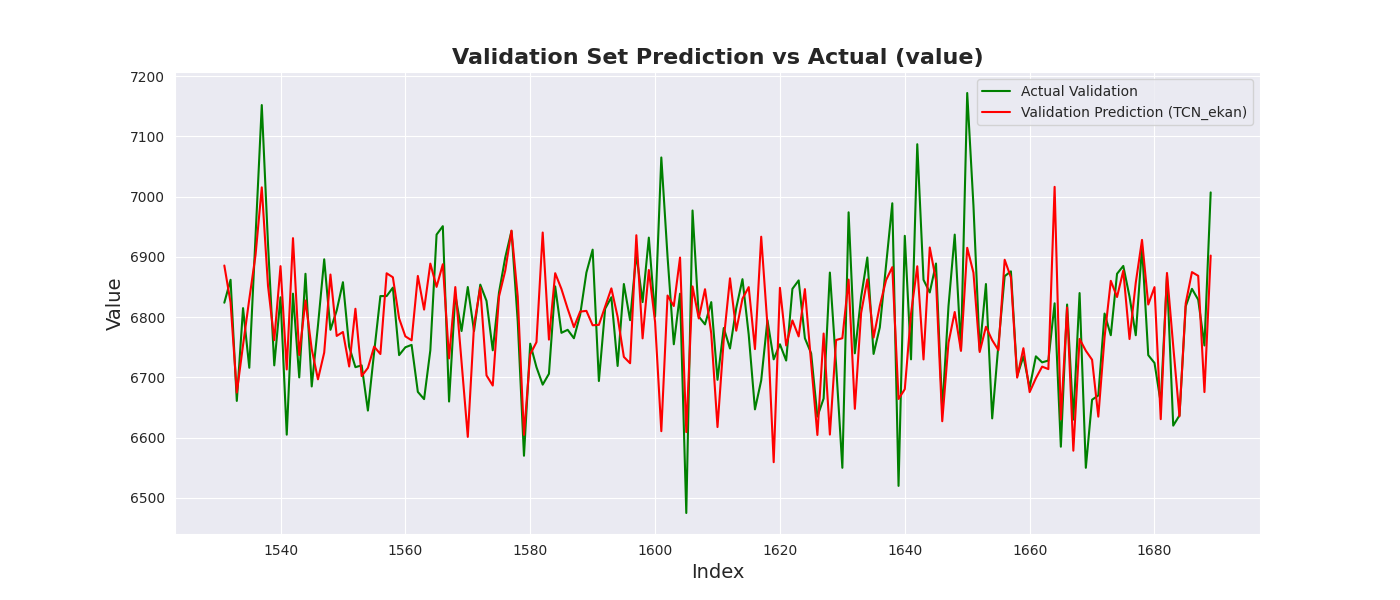 Validation Set Prediction vs Actual (value)
Actual Validation
Validation Prediction (TCN_ekan)
Value
7200
7100
7000
6900
6800
6700
6600
6500
1540 1560 1580 1600 1620 1640 1660 1680
Index